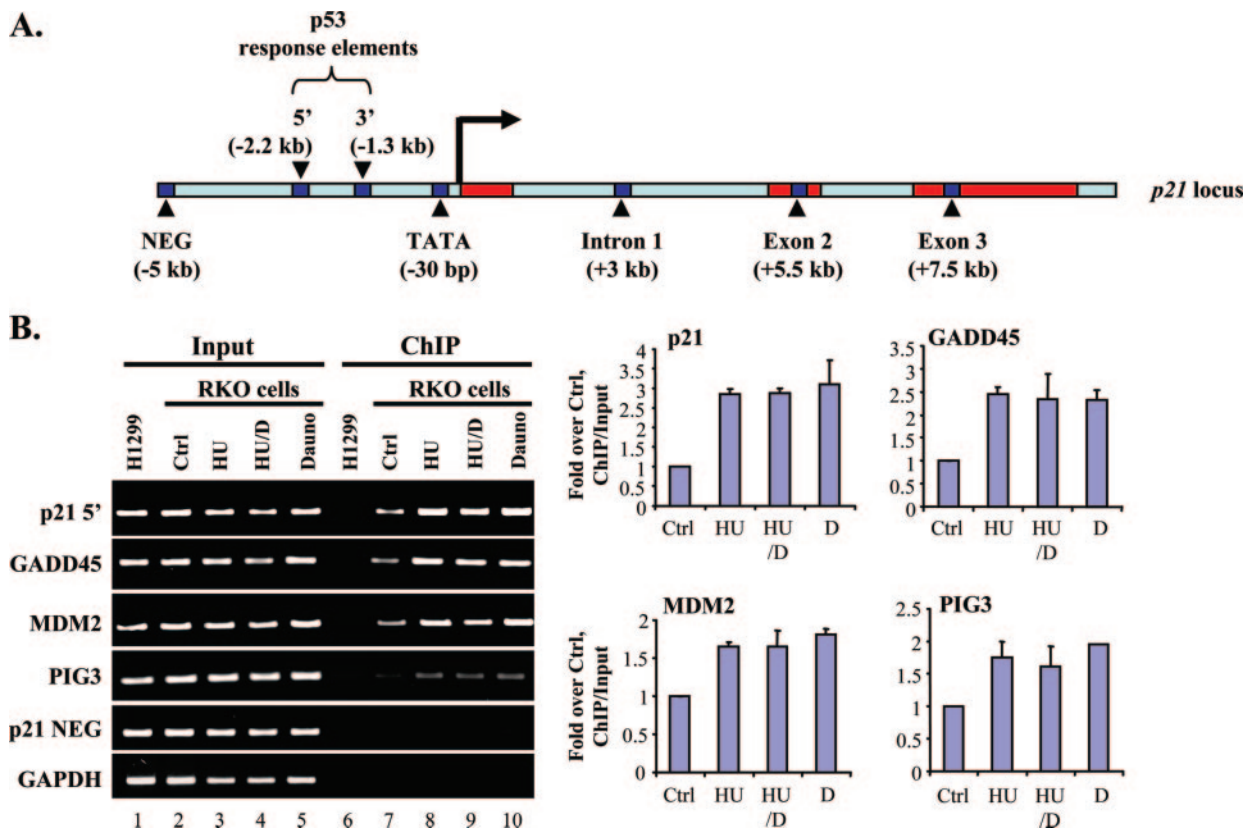 A.
p53
response elements
5’ 3’
(-2.2 kb) (-1.3 kb)
p21 locus
NEG TATA Intron 1 Exon 2 Exon 3
(-5 kb) (-30 bp) (+3 kb) (+5.5 kb) (+7.5 kb)
B.
Input ChIP
RKO cells RKO cells
H1299 Ctrl HU HU/D Dauno H1299 Ctrl HU HU/D Dauno
p21 5’
GADD45
MDM2
PIG3
p21 NEG
GAPDH
1 2 3 4 5 6 7 8 9 10
p21
Fold over Ctrl,
ChIP/Input
4
3.5
3
2.5
2
1.5
1
0.5
Ctrl HU HU D
/D
GADD45
3.5
3
2.5
2
1.5
1
0.5
0
Ctrl HU HU D
/D
MDM2
Fold over Ctrl,
ChIP/Input
2
1.5
1
0.5
0
Ctrl HU HU D
/D
PIG3
2.5
2
1.5
1
0.5
0
Ctrl HU HU D
/D